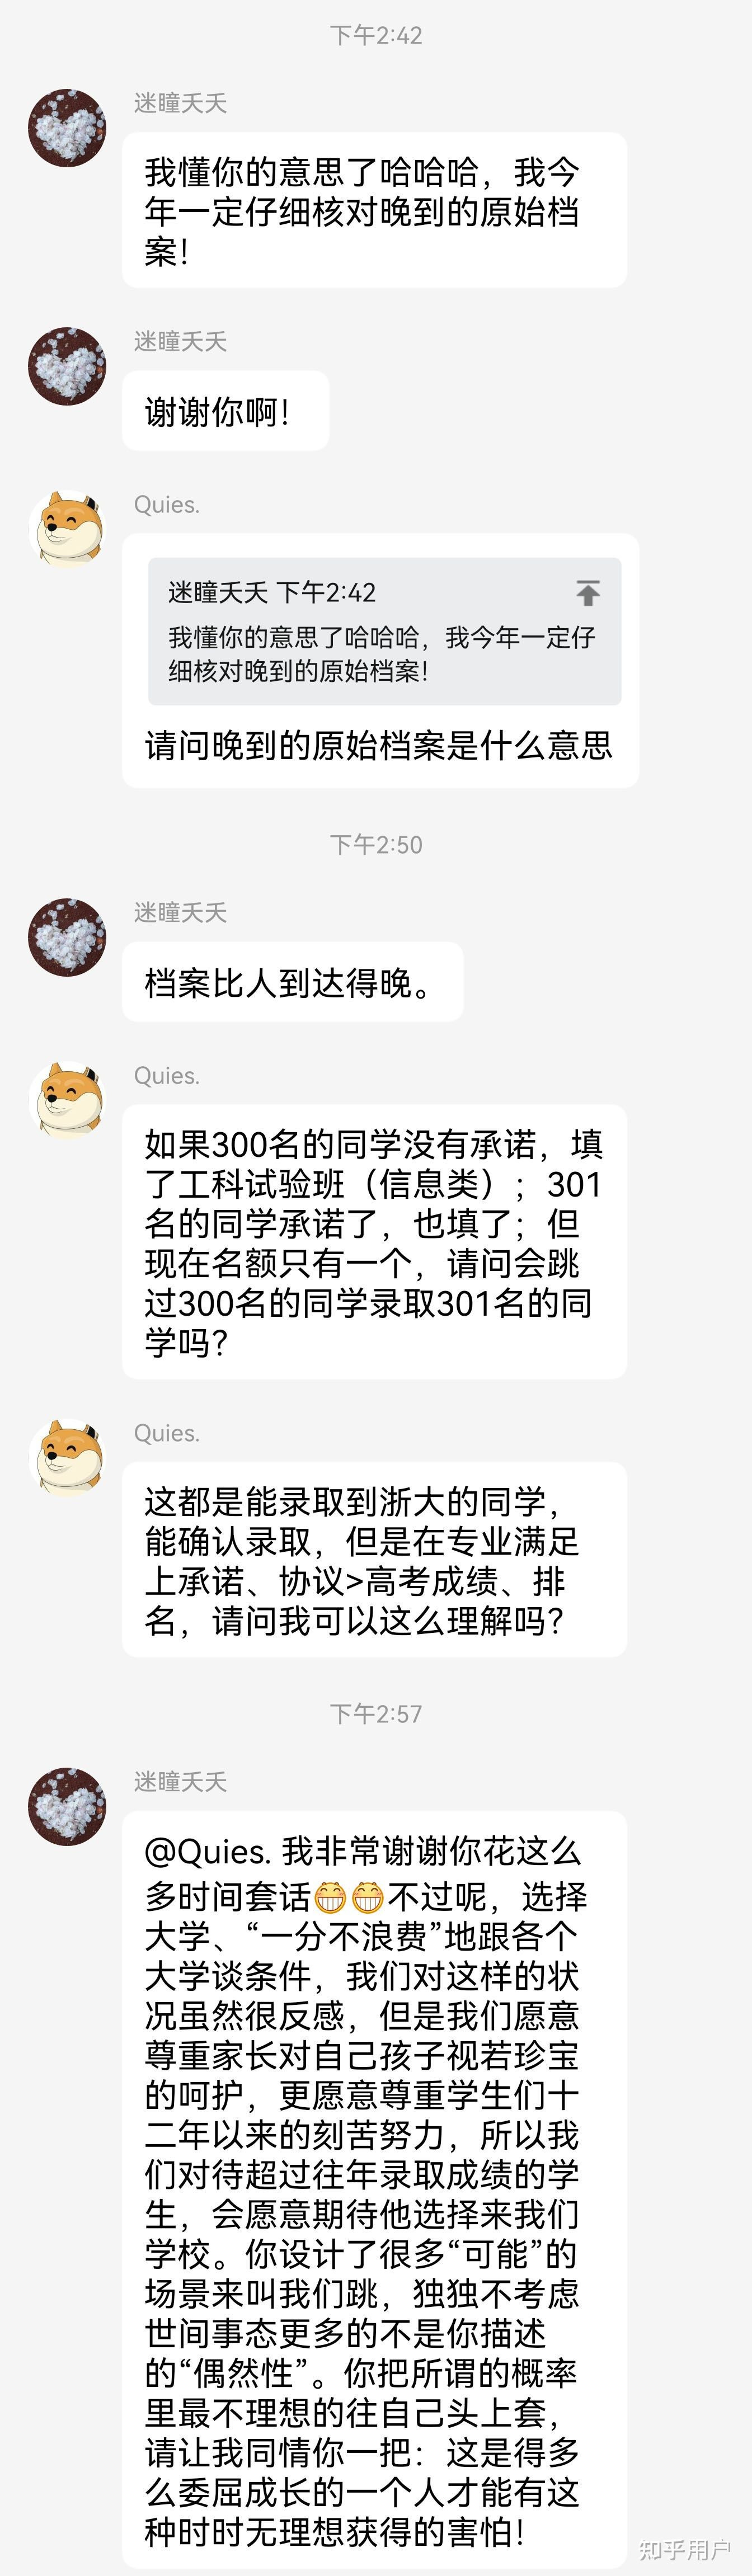 下午2:42
迷瞳夭夭
我懂你的意思了哈哈哈，我今
年一定仔细核对晚到的原始档
案！
迷瞳夭夭
谢谢你啊！
Quies.
迷瞳夭夭 下午2:42
我懂你的意思了哈哈哈，我今年一定仔
细核对晚到的原始档案！
请问晚到的原始档案是什么意思
下午2:50
迷瞳夭夭
档案比人到达得晚。
Quies.
如果300名的同学没有承诺，填
了工科试验班（信息类）；301
名的同学承诺了，也填了；但
现在名额只有一个，请问会跳
过300名的同学录取301名的同
学吗？
Quies.
这都是能录取到浙大的同学，
能确认录取，但是在专业满足
上承诺、协议>高考成绩、排
名，请问我可以这么理解吗？
下午2:57
迷瞳夭夭
@Quies. 我非常谢谢你花这么
多时间套话😁😁不过呢，选择
大学、“一分不浪费”地跟各个
大学谈条件，我们对这样的状
况虽然很反感，但是我们愿意
尊重家长对自己孩子视若珍宝
的呵护，更愿意尊重学生们十
二年以来的刻苦努力，所以我
们对待超过往年录取成绩的学
生，会愿意期待他选择来我们
学校。你设计了很多“可能”的
场景来叫我们跳，独独不考虑
世间事态更多的不是你描述
的“偶然性”。你把所谓的概率
里最不理想的往自己头上套，
请让我同情你一把：这是得多
么委屈成长的一个人才能有这
种时时无理想获得的害怕！
知乎用户